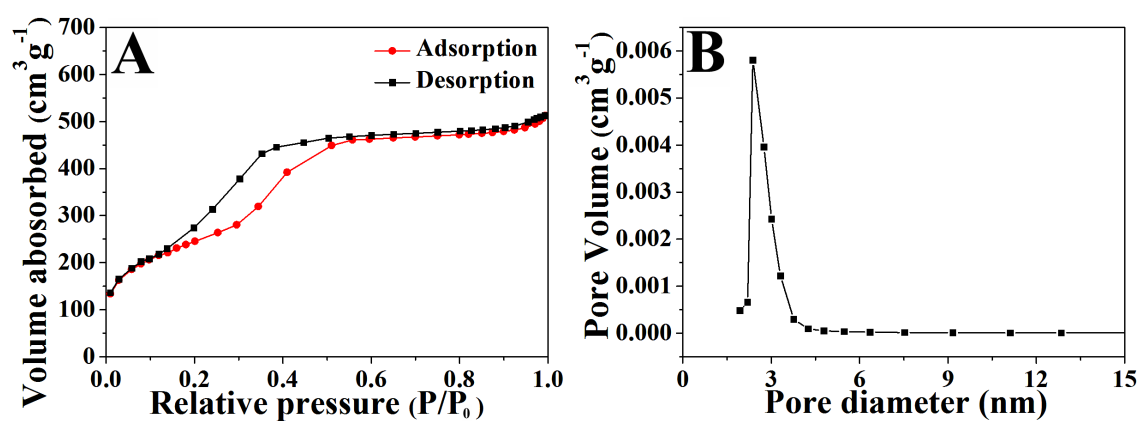 A
Adsorption
Desorption
Volume abosorbed (cm³g⁻¹)
700
600
500
400
300
200
100
0
0.0 0.2 0.4 0.6 0.8 1.0
Relative pressure (P/P₀)
B
Pore Volume (cm³g⁻¹)
0.006
0.005
0.004
0.003
0.002
0.001
0.000
0 3 6 9 12 15
Pore diameter (nm)